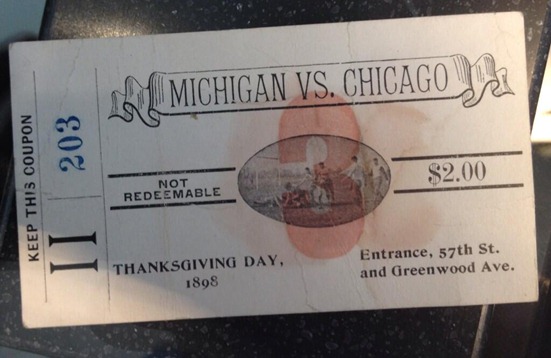 KEEP THIS COUPON
203
II
MICHIGAN VS. CHICAGO
NOT
REDEEMABLE
$2.00
THANKSGIVING DAY,
1898
Entrance, 57th St.
and Greenwood Ave.